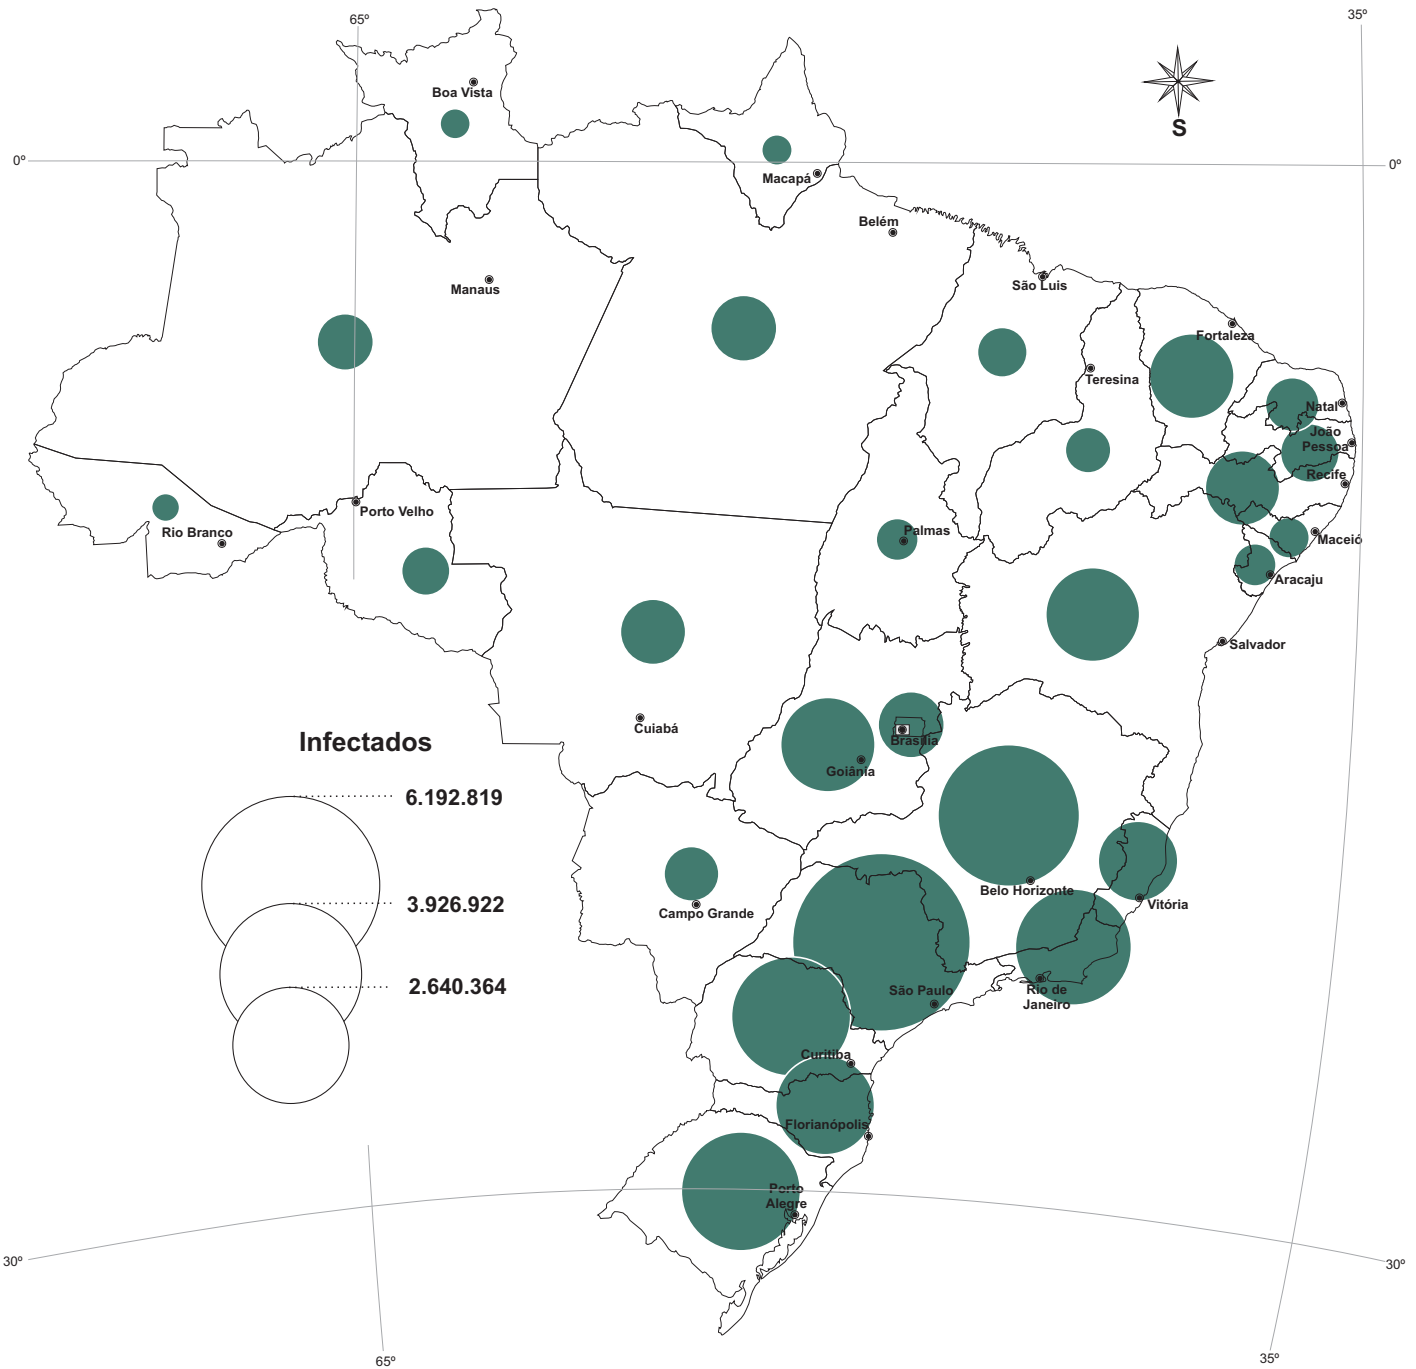 65º
35º
Boa Vista
S
0º
0º
Macapá
Belém
Manaus
São Luis
Fortaleza
Teresina
Natal
João
Pessoa
Recife
Porto Velho
Rio Branco
Palmas
Maceió
Aracaju
Salvador
Cuiabá
Brasília
Goiânia
Infectados
6.192.819
3.926.922
2.640.364
Belo Horizonte
Vitória
Campo Grande
São Paulo
Rio de
Janeiro
Curitiba
Florianópolis
Porto
Alegre
30º
30º
65º
35º